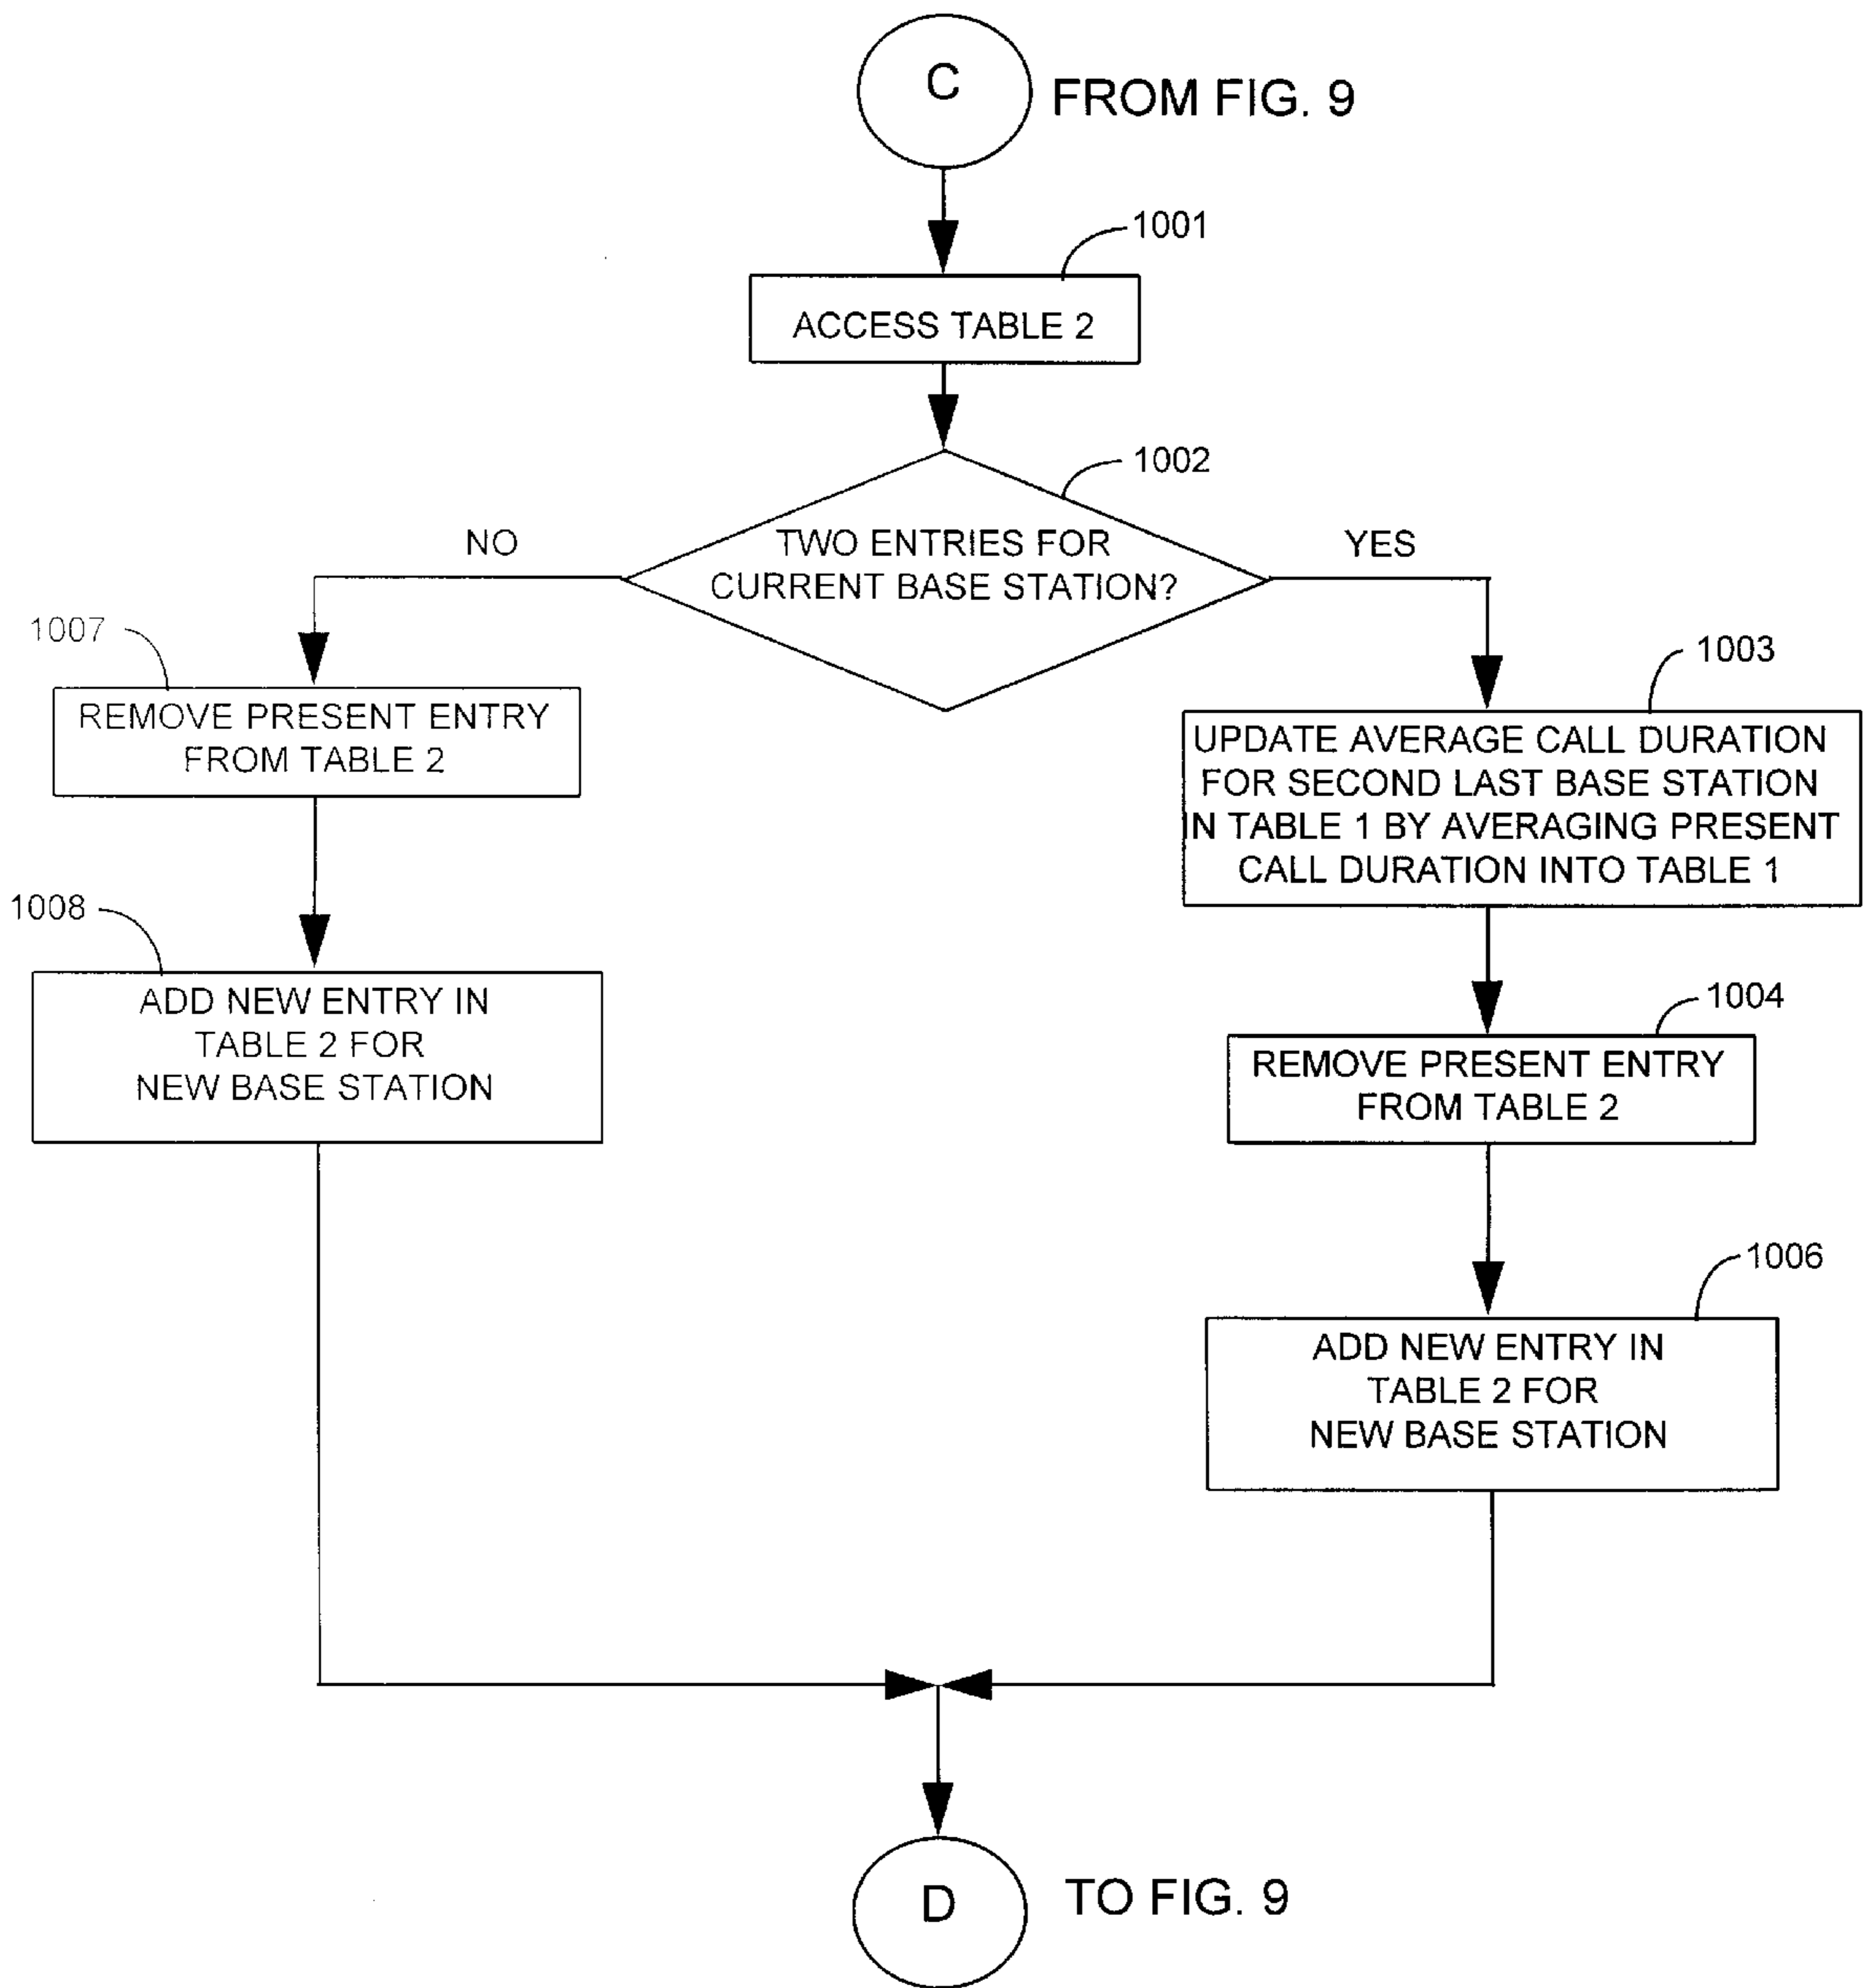 C
FROM FIG. 9
1001
ACCESS TABLE 2
1002
TWO ENTRIES FOR
CURRENT BASE STATION?
NO
YES
1007
REMOVE PRESENT ENTRY
FROM TABLE 2
1003
UPDATE AVERAGE CALL DURATION
FOR SECOND LAST BASE STATION
IN TABLE 1 BY AVERAGING PRESENT
CALL DURATION INTO TABLE 1
1008
ADD NEW ENTRY IN
TABLE 2 FOR
NEW BASE STATION
1004
REMOVE PRESENT ENTRY
FROM TABLE 2
1006
ADD NEW ENTRY IN
TABLE 2 FOR
NEW BASE STATION
D
TO FIG. 9